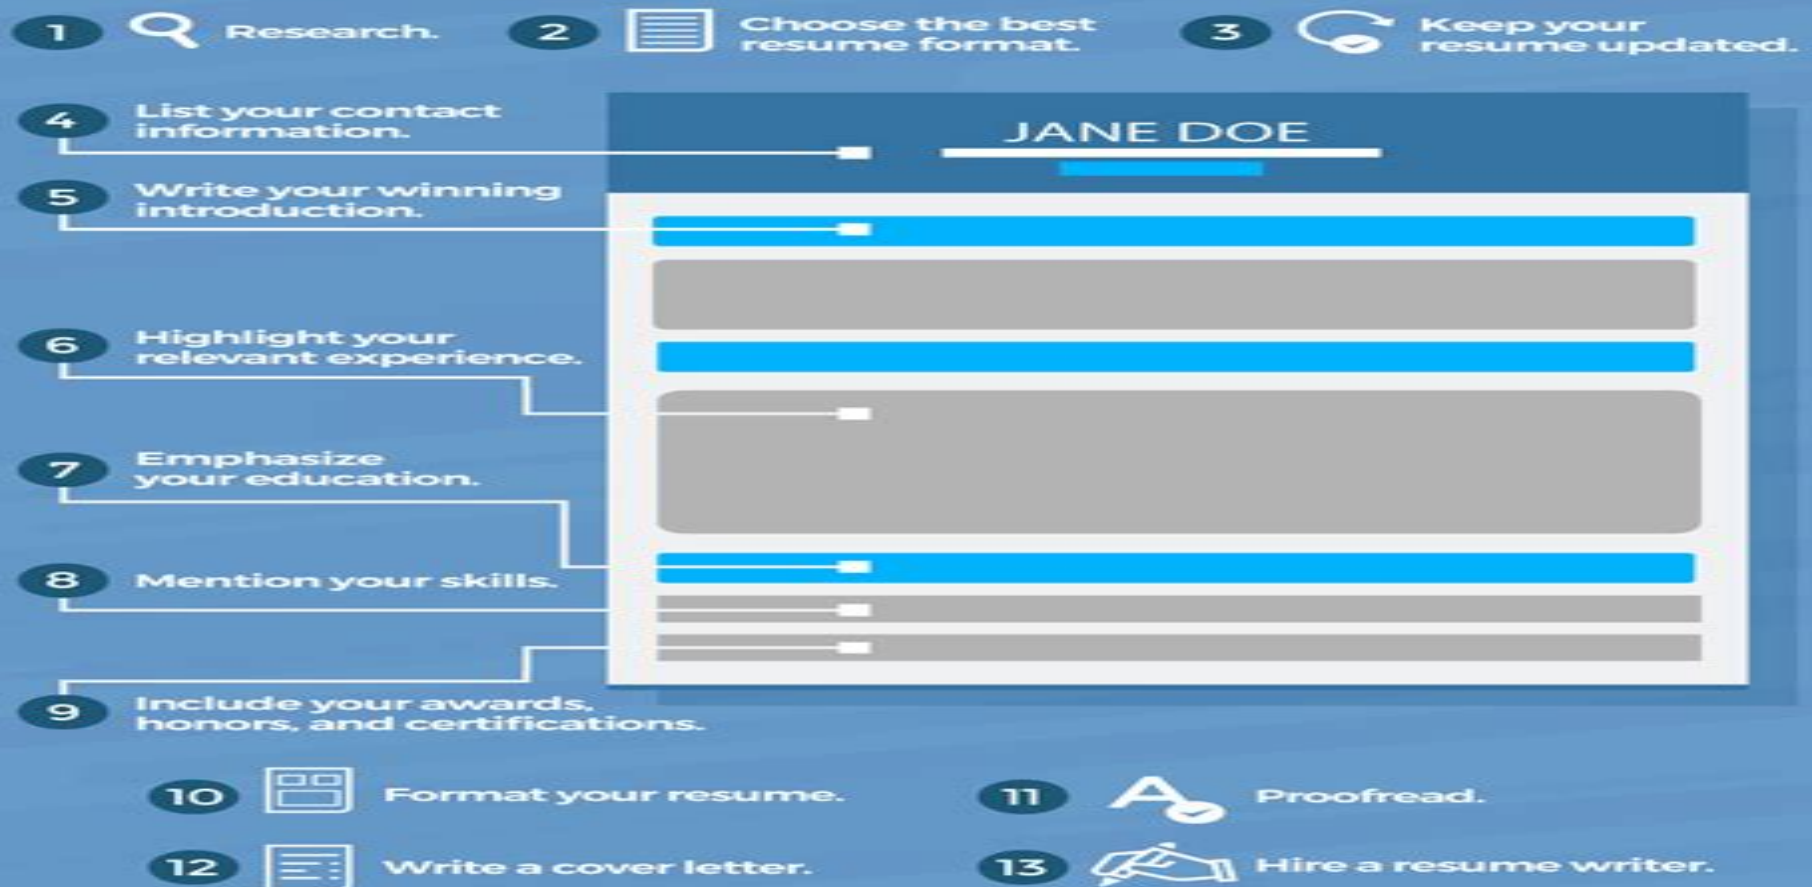 1 Research.
2 Choose the best
resume format.
3 Keep your
resume updated.
4 List your contact
information.
JANE DOE
5 Write your winning
introduction.
6 Highlight your
relevant experience.
7 Emphasize
your education.
8 Mention your skills.
9 Include your awards,
honors, and certifications.
10 Format your resume.
11 Proofread.
12 Write a cover letter.
13 Hire a resume writer.